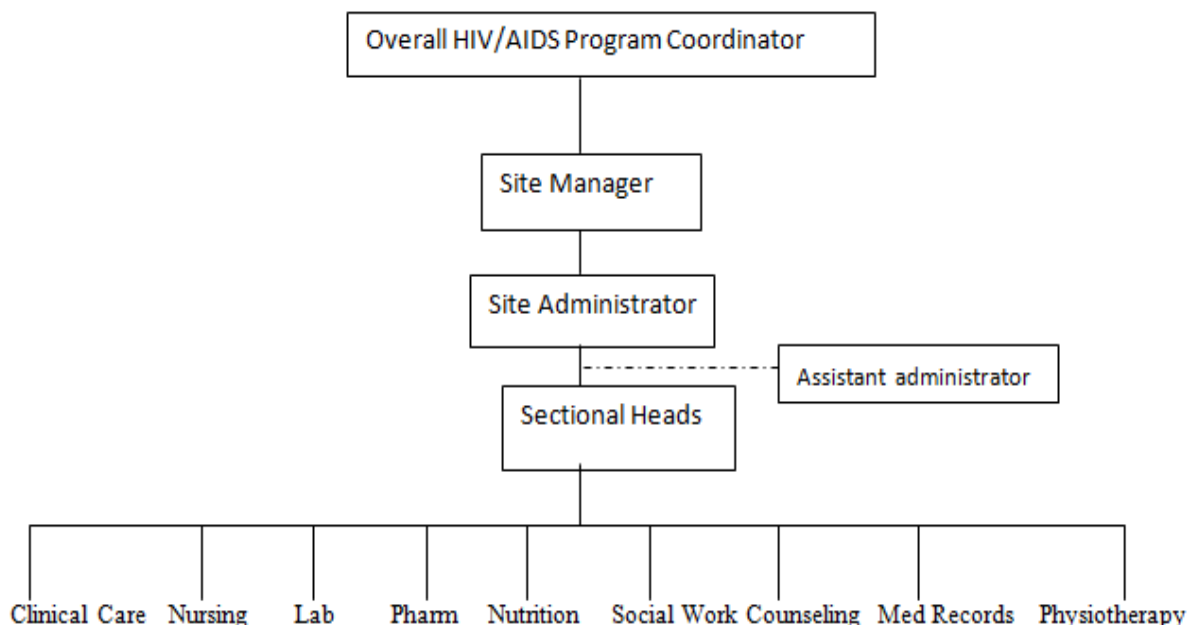 Overall HIV/AIDS Program Coordinator
Site Manager
Site Administrator
Assistant administrator
Sectional Heads
Clinical Care Nursing Lab Pharm Nutrition Social Work Counseling Med Records Physiotherapy